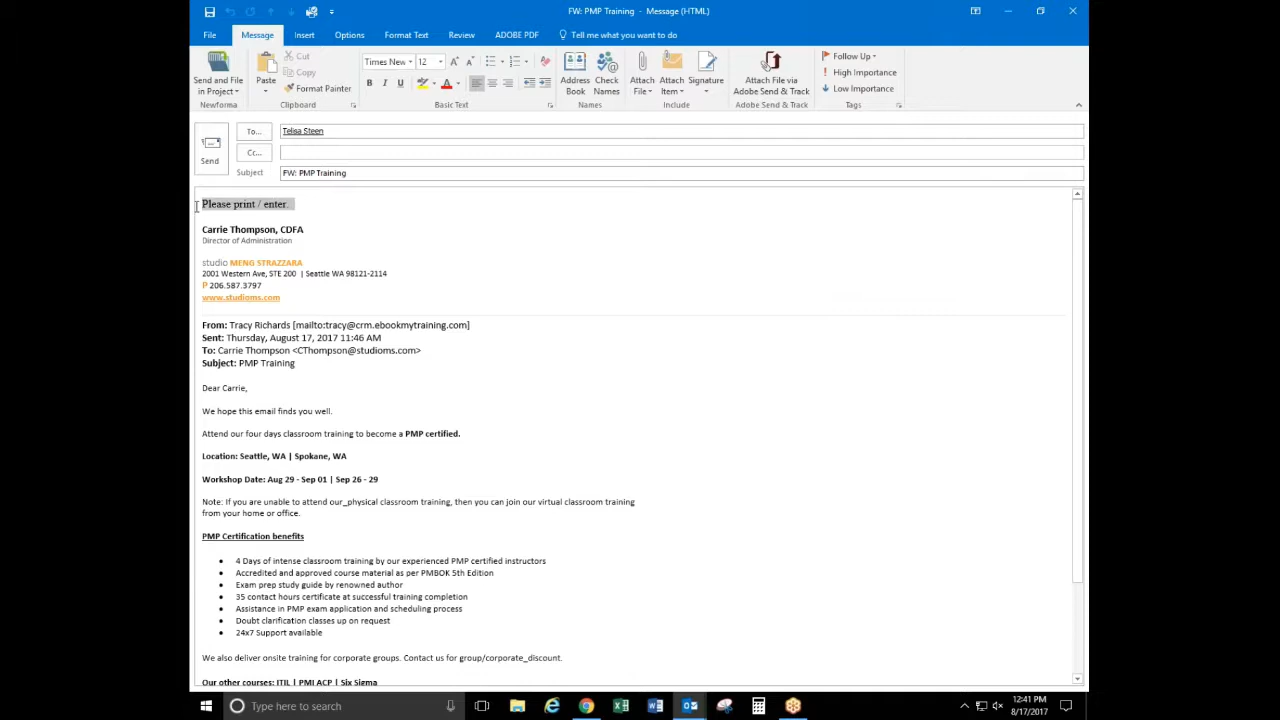 FW: PMP Training - Message (HTML)
File Message Insert Options Format Text Review ADOBE PDF Tell me what you want to do
Send and File in Project
Newforma
Paste
Cut
Copy
Format Painter
Clipboard
Times New 12
B I U
Basic Text
Address Book
Check Names
Names
Attach File
Attach Item
Signature
Include
Attach File via Adobe Send & Track
Adobe Send & Track
Follow Up
High Importance
Low Importance
Tags
Send
To... Telisa Steen
Cc...
Subject FW: PMP Training
Please print / enter.
Carrie Thompson, CDFA
Director of Administration
studio MENG STRAZZARA
2001 Western Ave, STE 200 | Seattle WA 98121-2114
P 206.587.3797
www.studioms.com
From: Tracy Richards [mailto:tracy@crm.ebookmytraining.com]
Sent: Thursday, August 17, 2017 11:46 AM
To: Carrie Thompson <CThompson@studioms.com>
Subject: PMP Training
Dear Carrie,
We hope this email finds you well.
Attend our four days classroom training to become a PMP certified.
Location: Seattle, WA | Spokane, WA
Workshop Date: Aug 29 - Sep 01 | Sep 26 - 29
Note: If you are unable to attend our_physical classroom training, then you can join our virtual classroom training
from your home or office.
PMP Certification benefits
• 4 Days of intense classroom training by our experienced PMP certified instructors
• Accredited and approved course material as per PMBOK 5th Edition
• Exam prep study guide by renowned author
• 35 contact hours certificate at successful training completion
• Assistance in PMP exam application and scheduling process
• Doubt clarification classes up on request
• 24x7 Support available
We also deliver onsite training for corporate groups. Contact us for group/corporate_discount.
Our other courses: ITIL | PMI ACP | Six Sigma
Type here to search
12:41 PM
8/17/2017